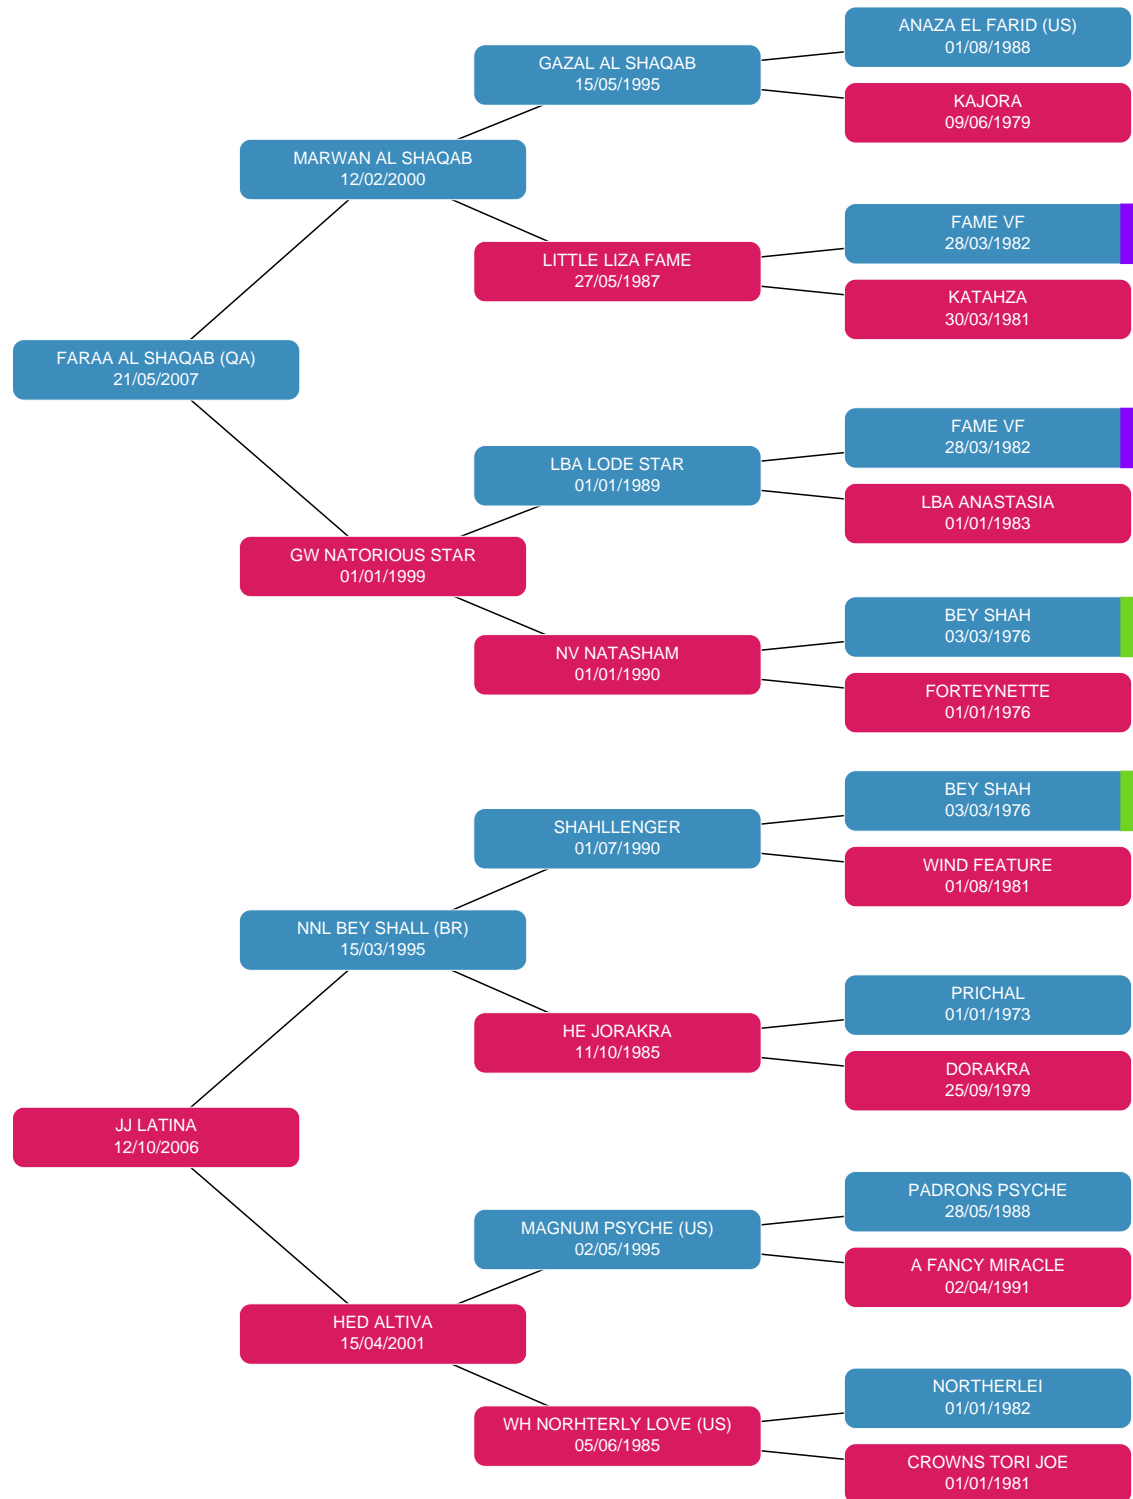 ANAZA EL FARID (US)
01/08/1988
GAZAL AL SHAQAB
15/05/1995
KAJORA
09/06/1979
MARWAN AL SHAQAB
12/02/2000
FAME VF
28/03/1982
LITTLE LIZA FAME
27/05/1987
KATAHZA
30/03/1981
FARAA AL SHAQAB (QA)
21/05/2007
FAME VF
28/03/1982
LBA LODE STAR
01/01/1989
LBA ANASTASIA
01/01/1983
GW NATORIOUS STAR
01/01/1999
BEY SHAH
03/03/1976
NV NATASHAM
01/01/1990
FORTEYNETTE
01/01/1976
BEY SHAH
03/03/1976
SHAHLLENGER
01/07/1990
WIND FEATURE
01/08/1981
NNL BEY SHALL (BR)
15/03/1995
PRICHAL
01/01/1973
HE JORAKRA
11/10/1985
DORAKRA
25/09/1979
JJ LATINA
12/10/2006
PADRONS PSYCHE
28/05/1988
MAGNUM PSYCHE (US)
02/05/1995
A FANCY MIRACLE
02/04/1991
HED ALTIVA
15/04/2001
NORTHERLEI
01/01/1982
WH NORHTERLY LOVE (US)
05/06/1985
CROWNS TORI JOE
01/01/1981